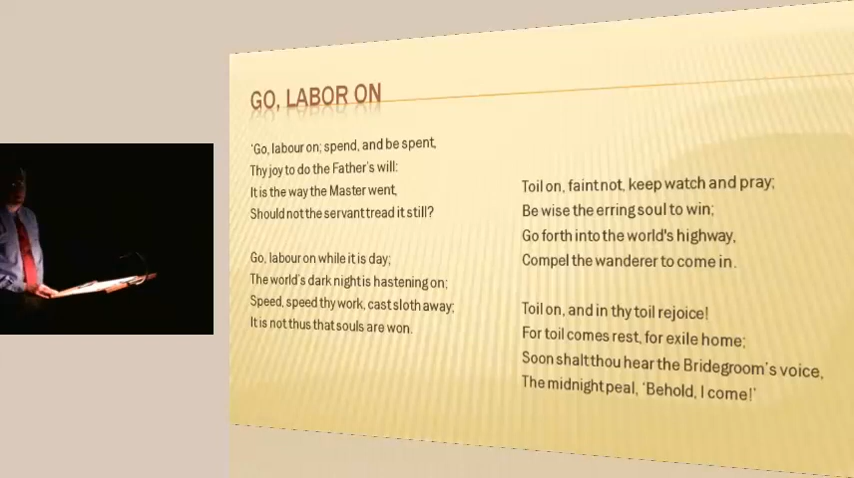 GO, LABOR ON
'Go, labour on; spend, and be spent,
Thy joy to do the Father's will:
It is the way the Master went,
Should not the servant tread it still?
Go, labour on while it is day;
The world's dark night is hastening on;
Speed, speed thy work, cast sloth away;
It is not thus that souls are won.
Toil on, faint not, keep watch and pray;
Be wise the erring soul to win;
Go forth into the world's highway,
Compel the wanderer to come in.
Toil on, and in thy toil rejoice!
For toil comes rest, for exile home;
Soon shalt thou hear the Bridegroom's voice,
The midnight peal, 'Behold, I come!'